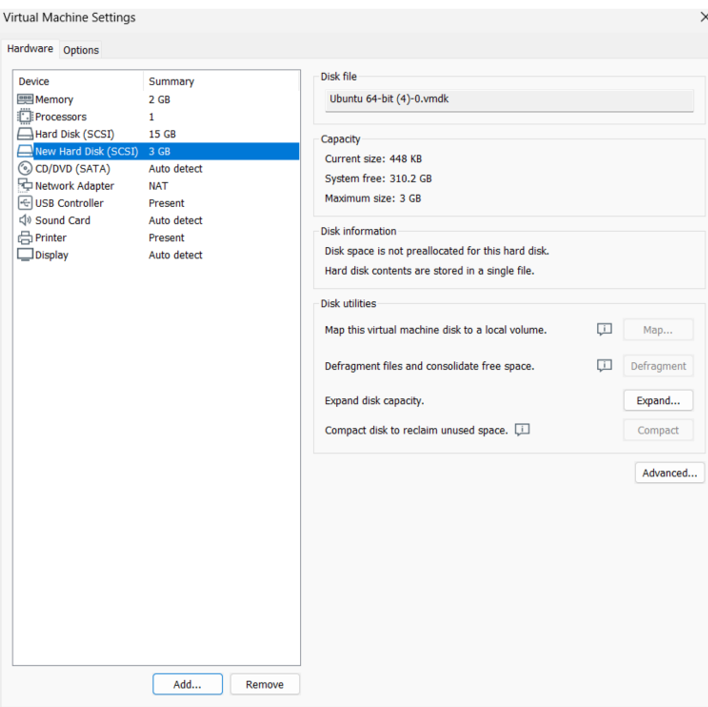 Virtual Machine Settings
Hardware Options
Device Summary
Memory 2 GB
Processors 1
Hard Disk (SCSI) 15 GB
New Hard Disk (SCSI) 3 GB
CD/DVD (SATA) Auto detect
Network Adapter NAT
USB Controller Present
Sound Card Auto detect
Printer Present
Display Auto detect
Add... Remove
Disk file
Ubuntu 64-bit (4)-0.vmdk
Capacity
Current size: 448 KB
System free: 310.2 GB
Maximum size: 3 GB
Disk information
Disk space is not preallocated for this hard disk.
Hard disk contents are stored in a single file.
Disk utilities
Map this virtual machine disk to a local volume. Map...
Defragment files and consolidate free space. Defragment
Expand disk capacity. Expand...
Compact disk to reclaim unused space. Compact
Advanced...